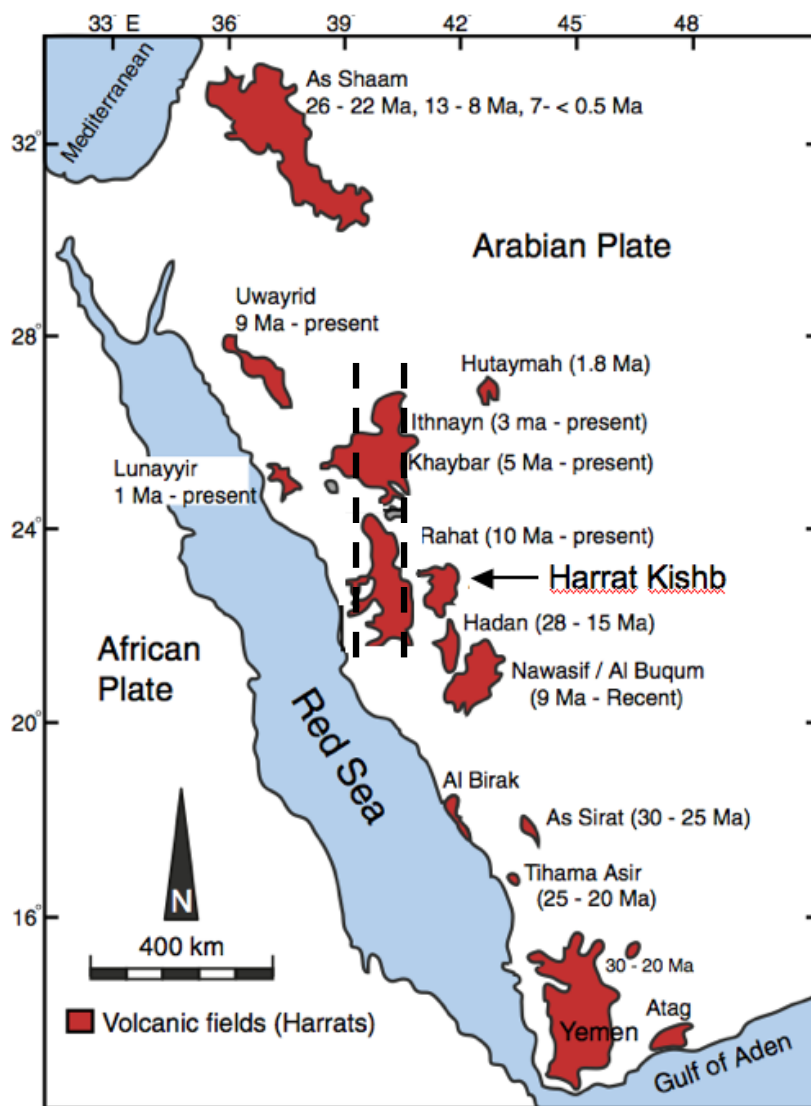 33° E 36° 39° 42° 45° 48°
Mediterranean
As Shaam
26 - 22 Ma, 13 - 8 Ma, 7- < 0.5 Ma
32°
Arabian Plate
Uwayrid
9 Ma - present
28°
Hutaymah (1.8 Ma)
Ithnayn (3 ma - present)
Khaybar (5 Ma - present)
Lunayyir
1 Ma - present
24°
Rahat (10 Ma - present)
Harrat Kishb
Hadan (28 - 15 Ma)
African
Plate
Nawasif / Al Buqum
(9 Ma - Recent)
20°
Red Sea
Al Birak
As Sirat (30 - 25 Ma)
Tihama Asir
(25 - 20 Ma)
N
16°
400 km
30 - 20 Ma
Atag
Volcanic fields (Harrats)
Yemen
Gulf of Aden